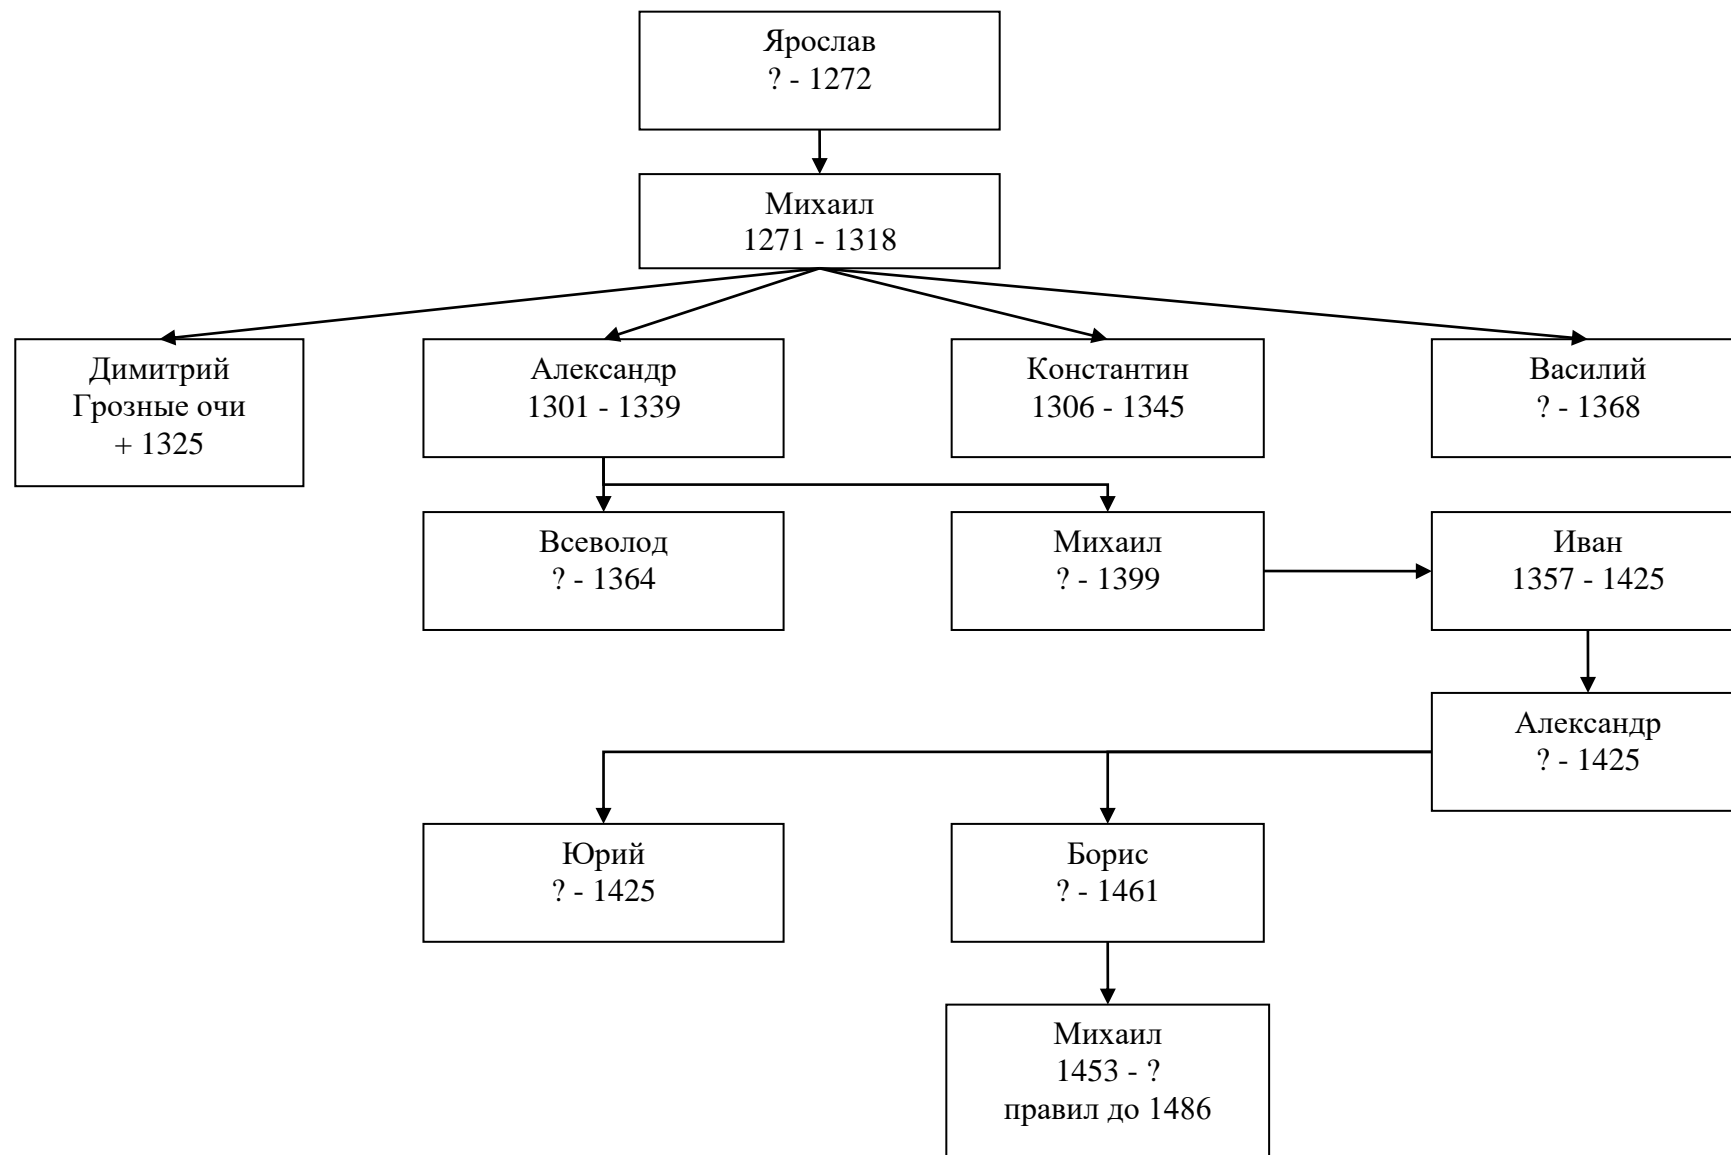 Ярослав
? - 1272
Михаил
1271 - 1318
Димитрий
Грозные очи
+ 1325
Александр
1301 - 1339
Константин
1306 - 1345
Василий
? - 1368
Всеволод
? - 1364
Михаил
? - 1399
Иван
1357 - 1425
Александр
? - 1425
Юрий
? - 1425
Борис
? - 1461
Михаил
1453 - ?
правил до 1486